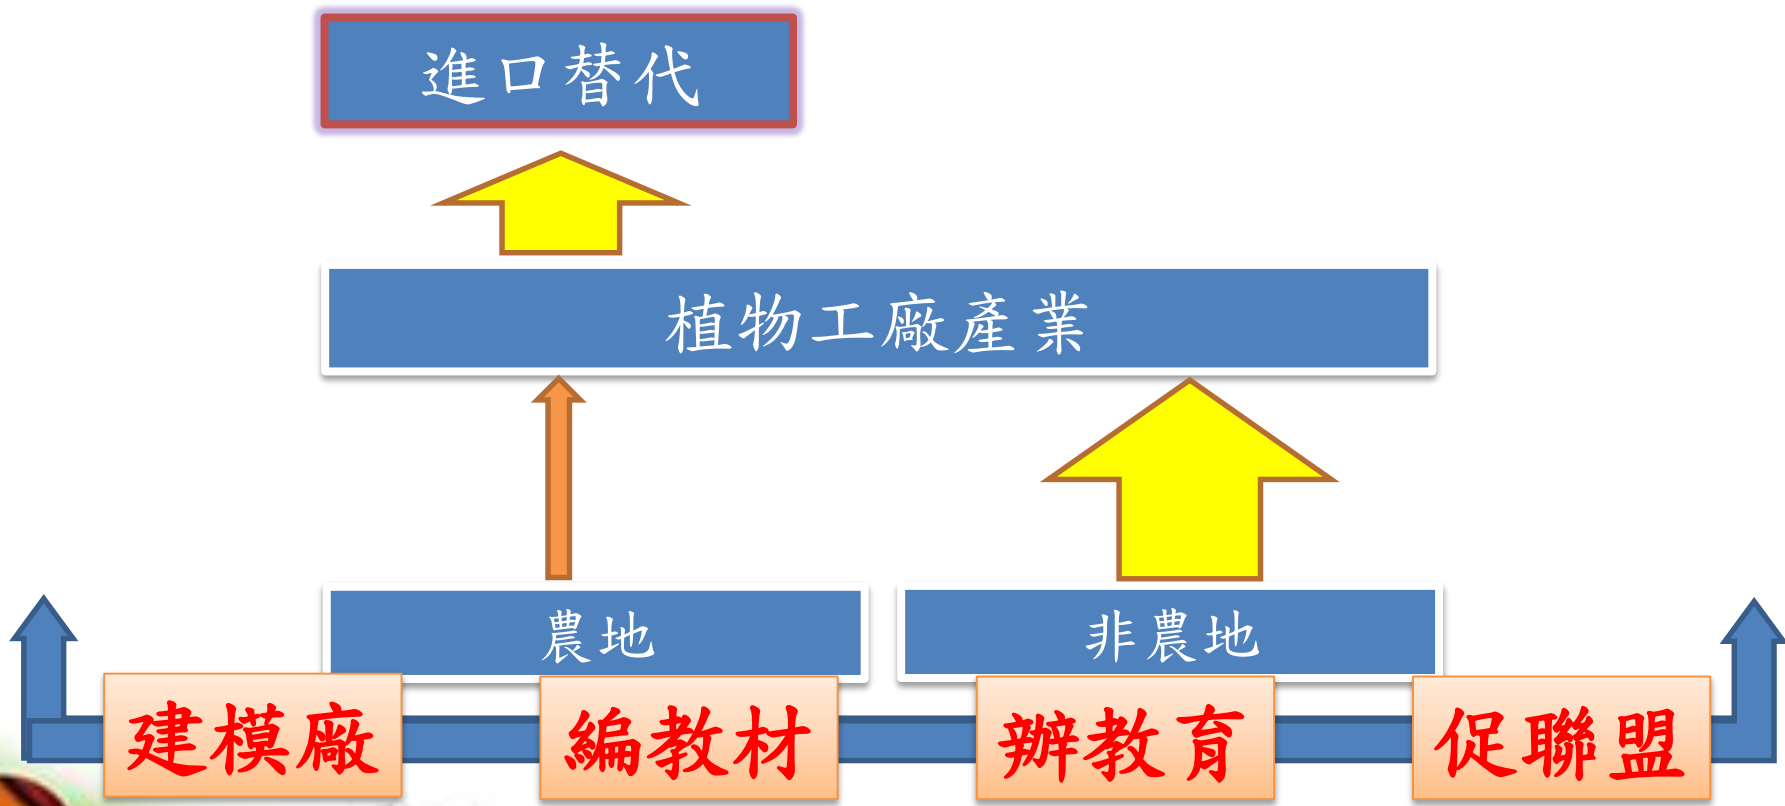 進口替代
植物工廠產業
農地
非農地
建模廠
編教材
辦教育
促聯盟